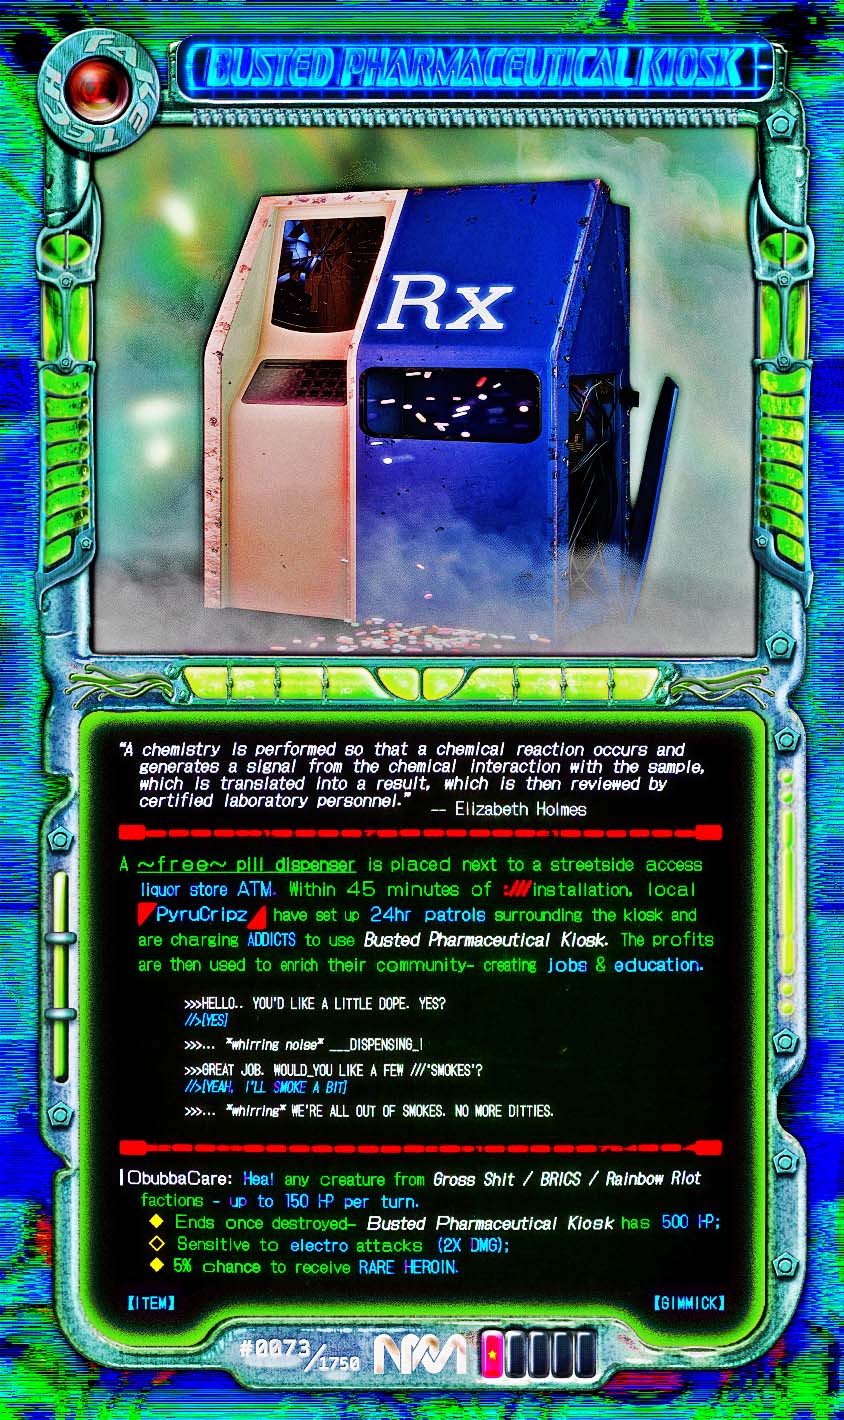 FAKE TECH
BUSTED PHARMACEUTICAL KIOSK
Rx
"A chemistry is performed so that a chemical reaction occurs and
generates a signal from the chemical interaction with the sample,
which is translated into a result, which is then reviewed by
certified laboratory personnel."
— Elizabeth Holmes
A ~free~ pill dispenser is placed next to a streetside access
liquor store ATM. Within 45 minutes of :///installation, local
PyruCripz have set up 24hr patrols surrounding the kiosk and
are charging ADDICTS to use Busted Pharmaceutical Kiosk. The profits
are then used to enrich their community- creating jobs & education.
>>>HELLO.. YOU'D LIKE A LITTLE DOPE. YES?
//>[YES]
>>>... *whirring noise* ___DISPENSING_!
>>>GREAT JOB. WOULD_YOU LIKE A FEW ///'SMOKES'?
//>[YEAH, I'LL SMOKE A BIT]
>>>... *whirring* WE'RE ALL OUT OF SMOKES. NO MORE DITTIES.
ObubbaCare: Heal any creature from Gross Shit / BRICS / Rainbow Riot
factions - up to 150 HP per turn.
Ends once destroyed- Busted Pharmaceutical Kiosk has 500 HP;
Sensitive to electro attacks (2X DMG);
5% chance to receive RARE HEROIN.
【ITEM】
【GIMMICK】
#0073/1750